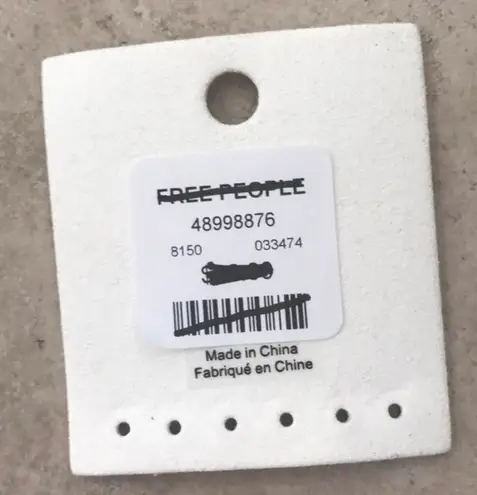 FREE PEOPLE
48998876
8150 033474
Made in China
Fabriqué en Chine